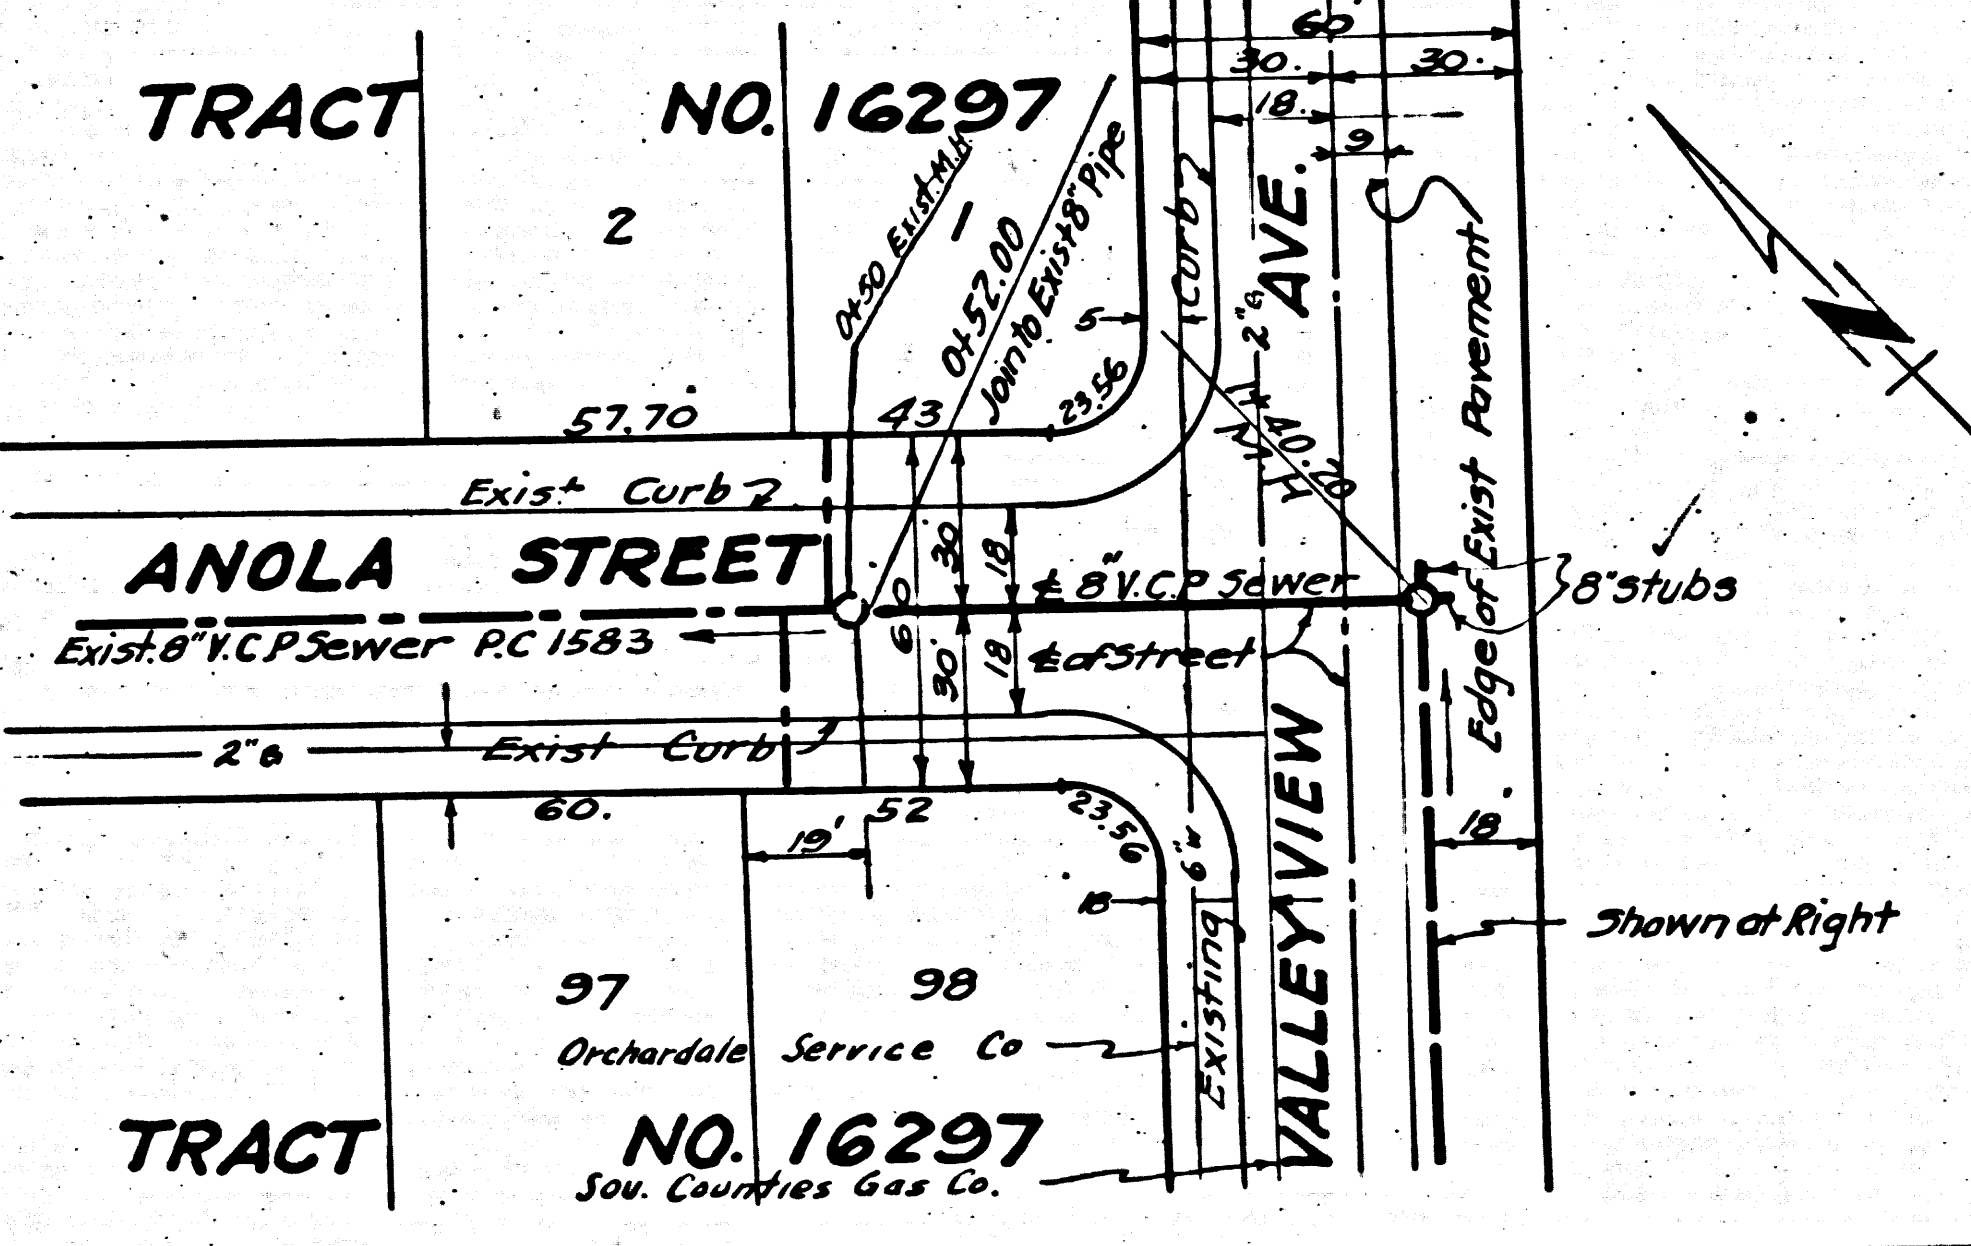 60'
30. 30.
18.
9
TRACT NO. 16297
2
0+50 Exist. M.H.
0+52.00
Join to Exist 8" Pipe
Curb
AVE.
2"G
5
23.56
57.70
43
1+40.20
M.H.
Edge of Exist Pavement
Exist Curb
ANOLA STREET
60
30'
18
℄ 8" V.C.P Sewer
8" stubs
Exist. 8" V.C.P Sewer P.C 1583
30'
18
℄ of Street
2"G
Exist Curb
60.
52
19'
23.56
6"W
18
18.
VALLEY VIEW
Existing
Shown at Right
97
98
Orchardale Service Co
TRACT NO. 16297
Sou. Counties Gas Co.